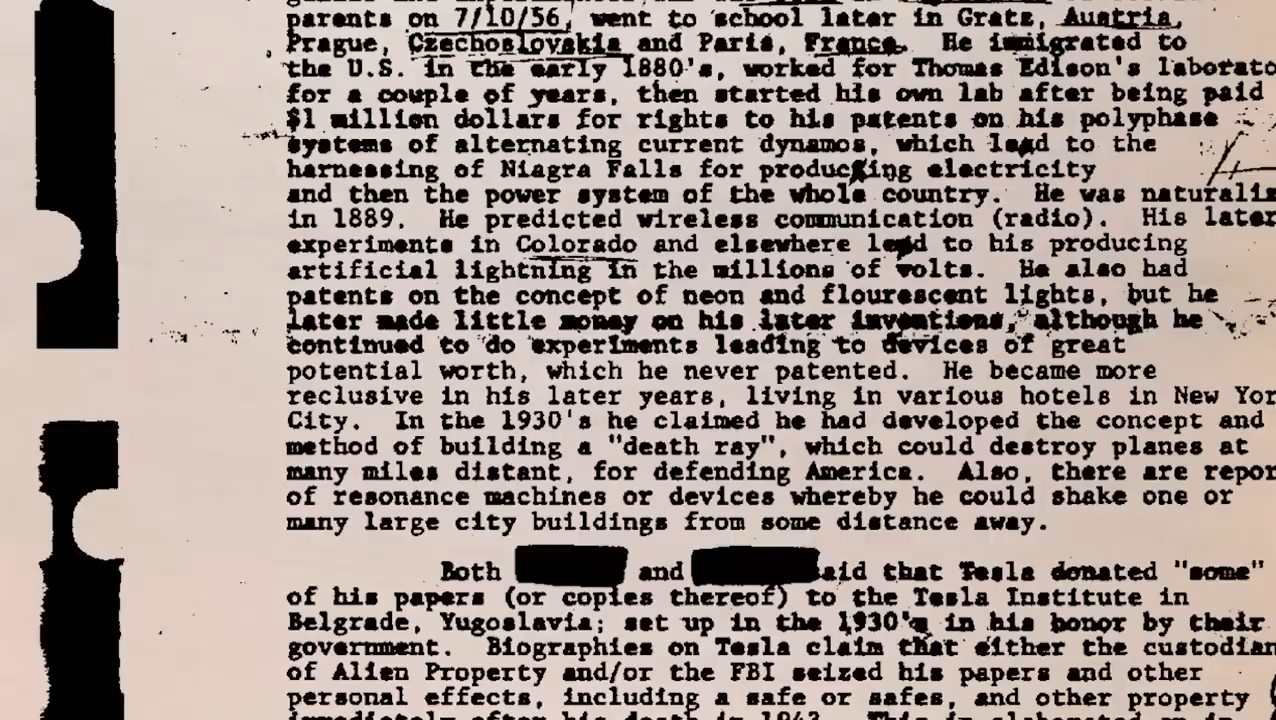 parents on 7/10/56, went to school later in Gratz, Austria,
Prague, Czechoslovakia and Paris, France. He immigrated to
the U.S. in the early 1880's, worked for Thomas Edison's laborato
for a couple of years, then started his own lab after being paid
$1 million dollars for rights to his patents on his polyphase
systems of alternating current dynamos, which lead to the
harnessing of Niagra Falls for producing electricity
and then the power system of the whole country. He was naturaliz
in 1889. He predicted wireless communication (radio). His later
experiments in Colorado and elsewhere lead to his producing
artificial lightning in the millions of volts. He also had
patents on the concept of neon and flourescent lights, but he
later made little money on his later inventions, although he
continued to do experiments leading to devices of great
potential worth, which he never patented. He became more
reclusive in his later years, living in various hotels in New Yor
City. In the 1930's he claimed he had developed the concept and
method of building a "death ray", which could destroy planes at
many miles distant, for defending America. Also, there are repor
of resonance machines or devices whereby he could shake one or
many large city buildings from some distance away.
Both and said that Tesla donated "some"
of his papers (or copies thereof) to the Tesla Institute in
Belgrade, Yugoslavia; set up in the 1930's in his honor by their
government. Biographies on Tesla claim that either the custodian
of Alien Property and/or the FBI seized his papers and other
personal effects, including a safe or safes, and other property
immediately after his death in 1943.